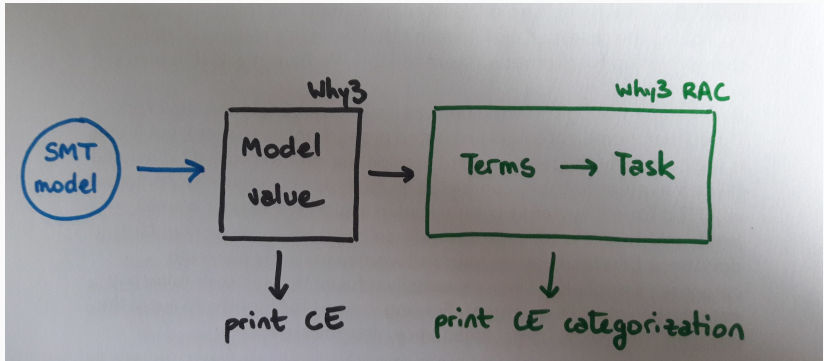 Why3
Why3 RAC
SMT
model
Model
value
Terms → Task
print CE
print CE categorization